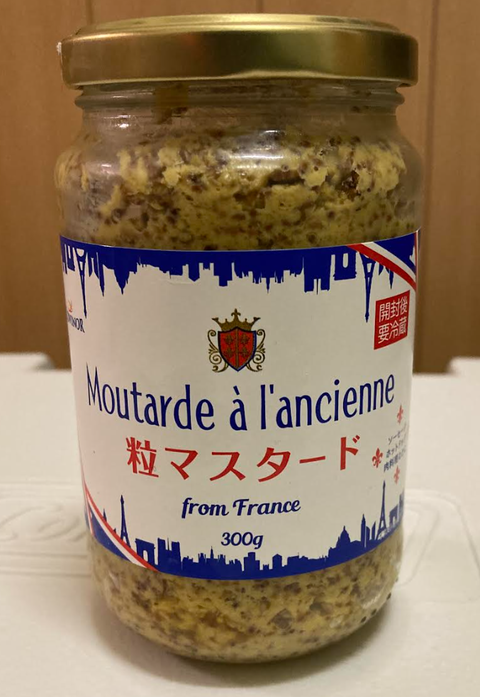 開封後
要冷蔵
Moutarde à l'ancienne
粒マスタード
from France
300g